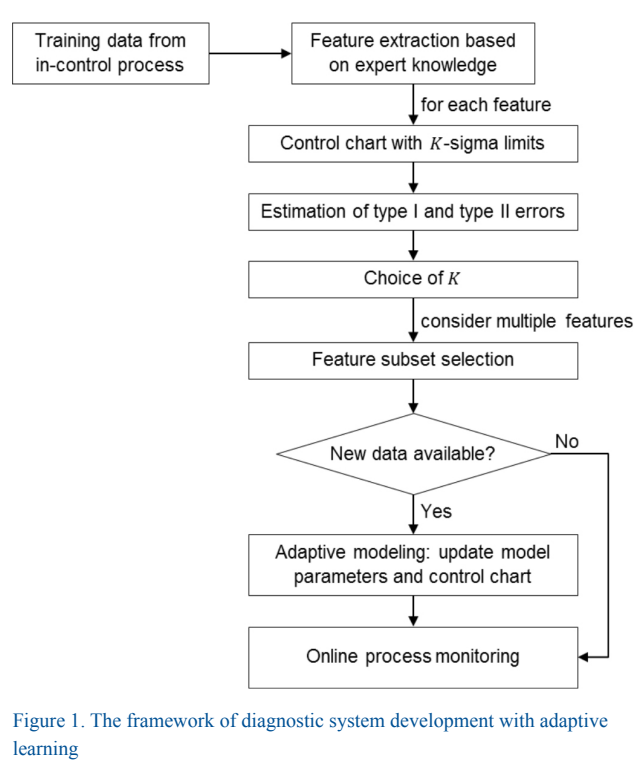 Training data from
in-control process
Feature extraction based
on expert knowledge
for each feature
Control chart with K-sigma limits
Estimation of type I and type II errors
Choice of K
consider multiple features
Feature subset selection
New data available?
No
Yes
Adaptive modeling: update model
parameters and control chart
Online process monitoring
Figure 1. The framework of diagnostic system development with adaptive
learning